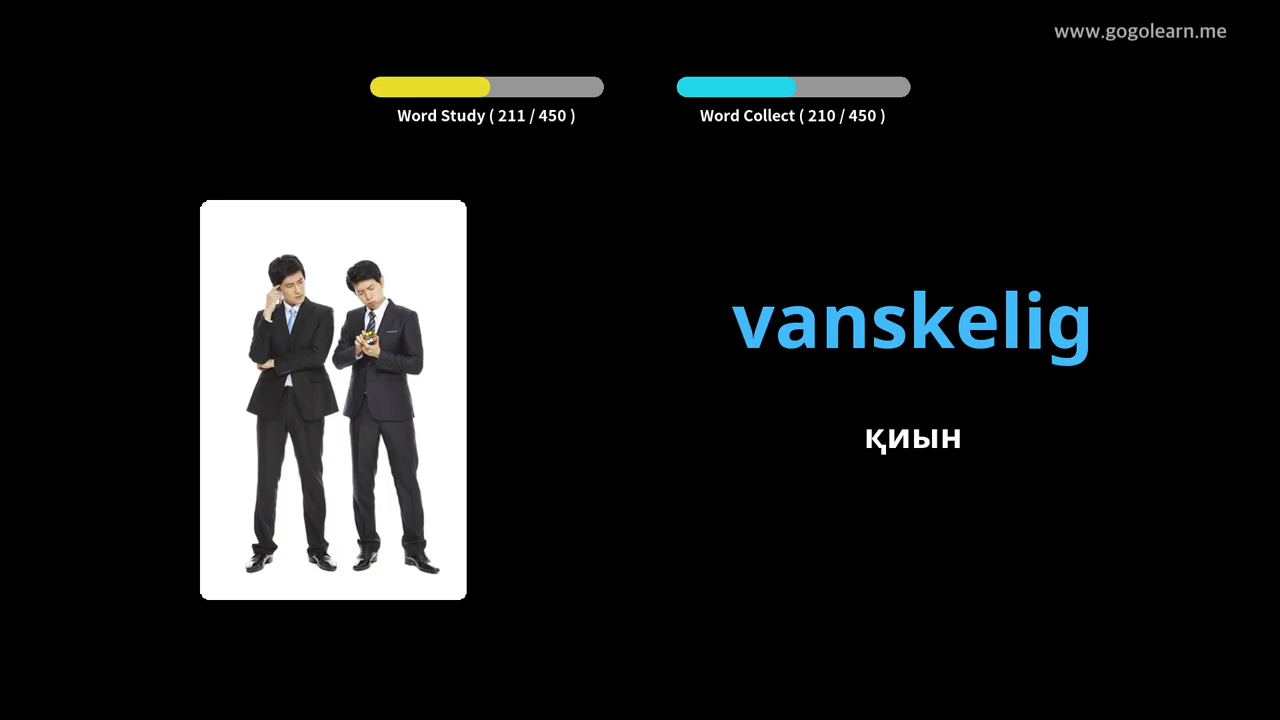 www.gogolearn.me
Word Study ( 211 / 450 )
Word Collect ( 210 / 450 )
vanskelig
қиын